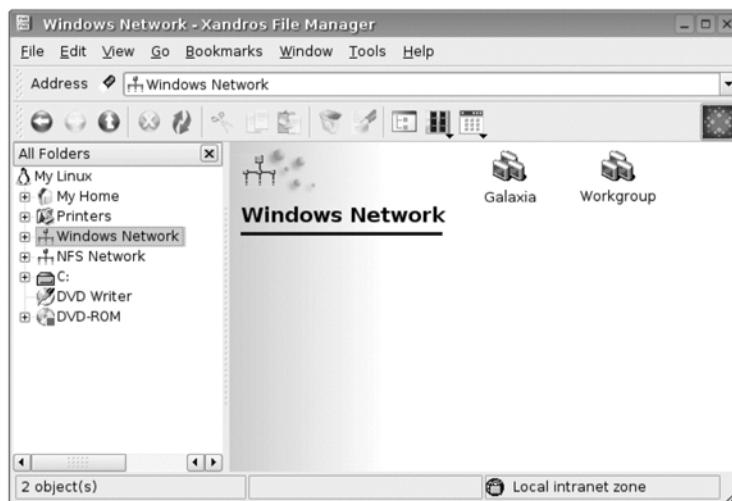 Windows Network - Xandros File Manager
File Edit View Go Bookmarks Window Tools Help
Address Windows Network
All Folders
My Linux
My Home
Printers
Windows Network
NFS Network
C:
DVD Writer
DVD-ROM
Windows Network
Galaxia
Workgroup
2 object(s)
Local intranet zone